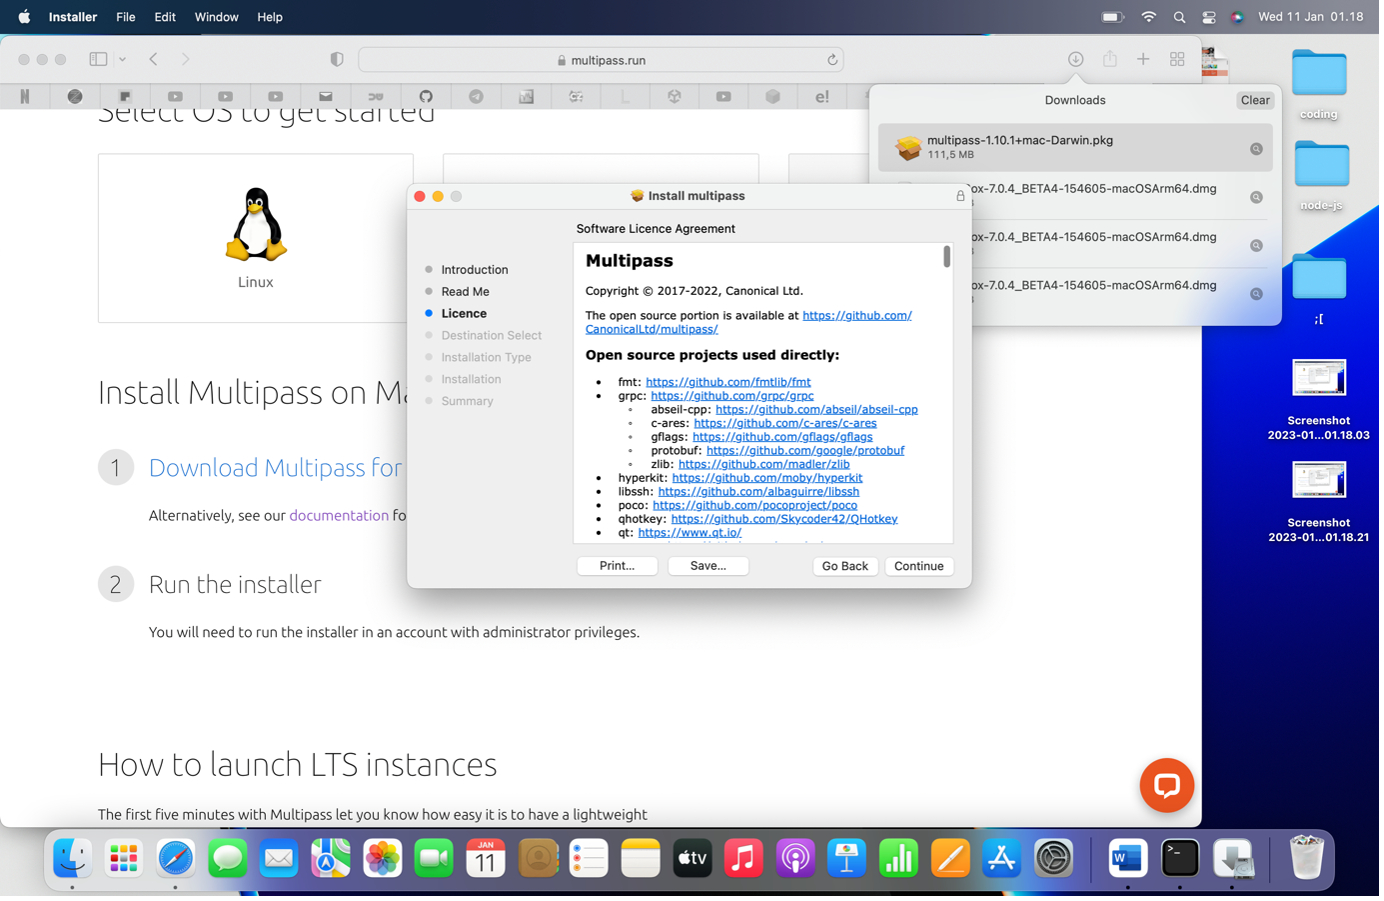 Installer File Edit Window Help
Wed 11 Jan 01.18
multipass.run
e!
Select OS to get started
Linux
Install Multipass on Ma
1 Download Multipass for
Alternatively, see our documentation fo
2 Run the installer
You will need to run the installer in an account with administrator privileges.
How to launch LTS instances
The first five minutes with Multipass let you know how easy it is to have a lightweight
Downloads
Clear
multipass-1.10.1+mac-Darwin.pkg
111,5 MB
ox-7.0.4_BETA4-154605-macOSArm64.dmg
ox-7.0.4_BETA4-154605-macOSArm64.dmg
ox-7.0.4_BETA4-154605-macOSArm64.dmg
Install multipass
Introduction
Read Me
Licence
Destination Select
Installation Type
Installation
Summary
Software Licence Agreement
Multipass
Copyright © 2017-2022, Canonical Ltd.
The open source portion is available at https://github.com/
CanonicalLtd/multipass/
Open source projects used directly:
• fmt: https://github.com/fmtlib/fmt
• grpc: https://github.com/grpc/grpc
◦ abseil-cpp: https://github.com/abseil/abseil-cpp
◦ c-ares: https://github.com/c-ares/c-ares
◦ gflags: https://github.com/gflags/gflags
◦ protobuf: https://github.com/google/protobuf
◦ zlib: https://github.com/madler/zlib
• hyperkit: https://github.com/moby/hyperkit
• libssh: https://github.com/albaguirre/libssh
• poco: https://github.com/pocoproject/poco
• qhotkey: https://github.com/Skycoder42/QHotkey
• qt: https://www.qt.io/
Print... Save... Go Back Continue
coding
node-js
;[
Screenshot
2023-01...01.18.03
Screenshot
2023-01...01.18.21
JAN
11
tv
W
>_